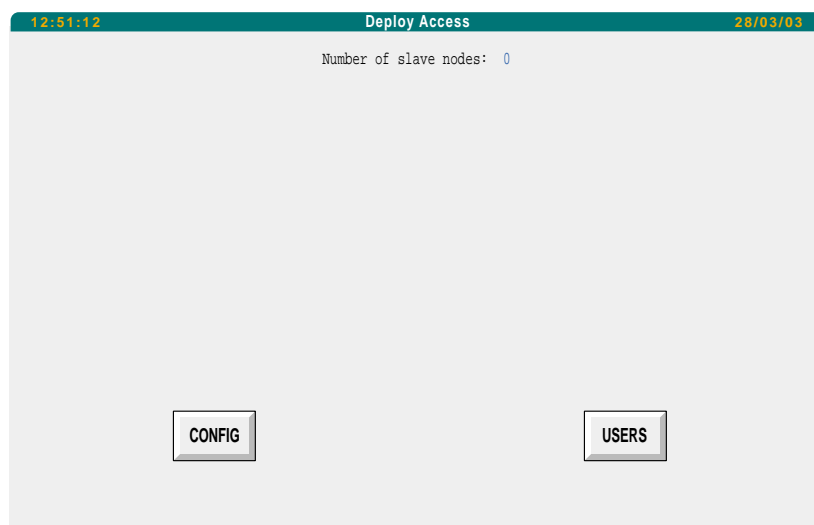 12:51:12 Deploy Access 28/03/03
Number of slave nodes: 0
CONFIG USERS